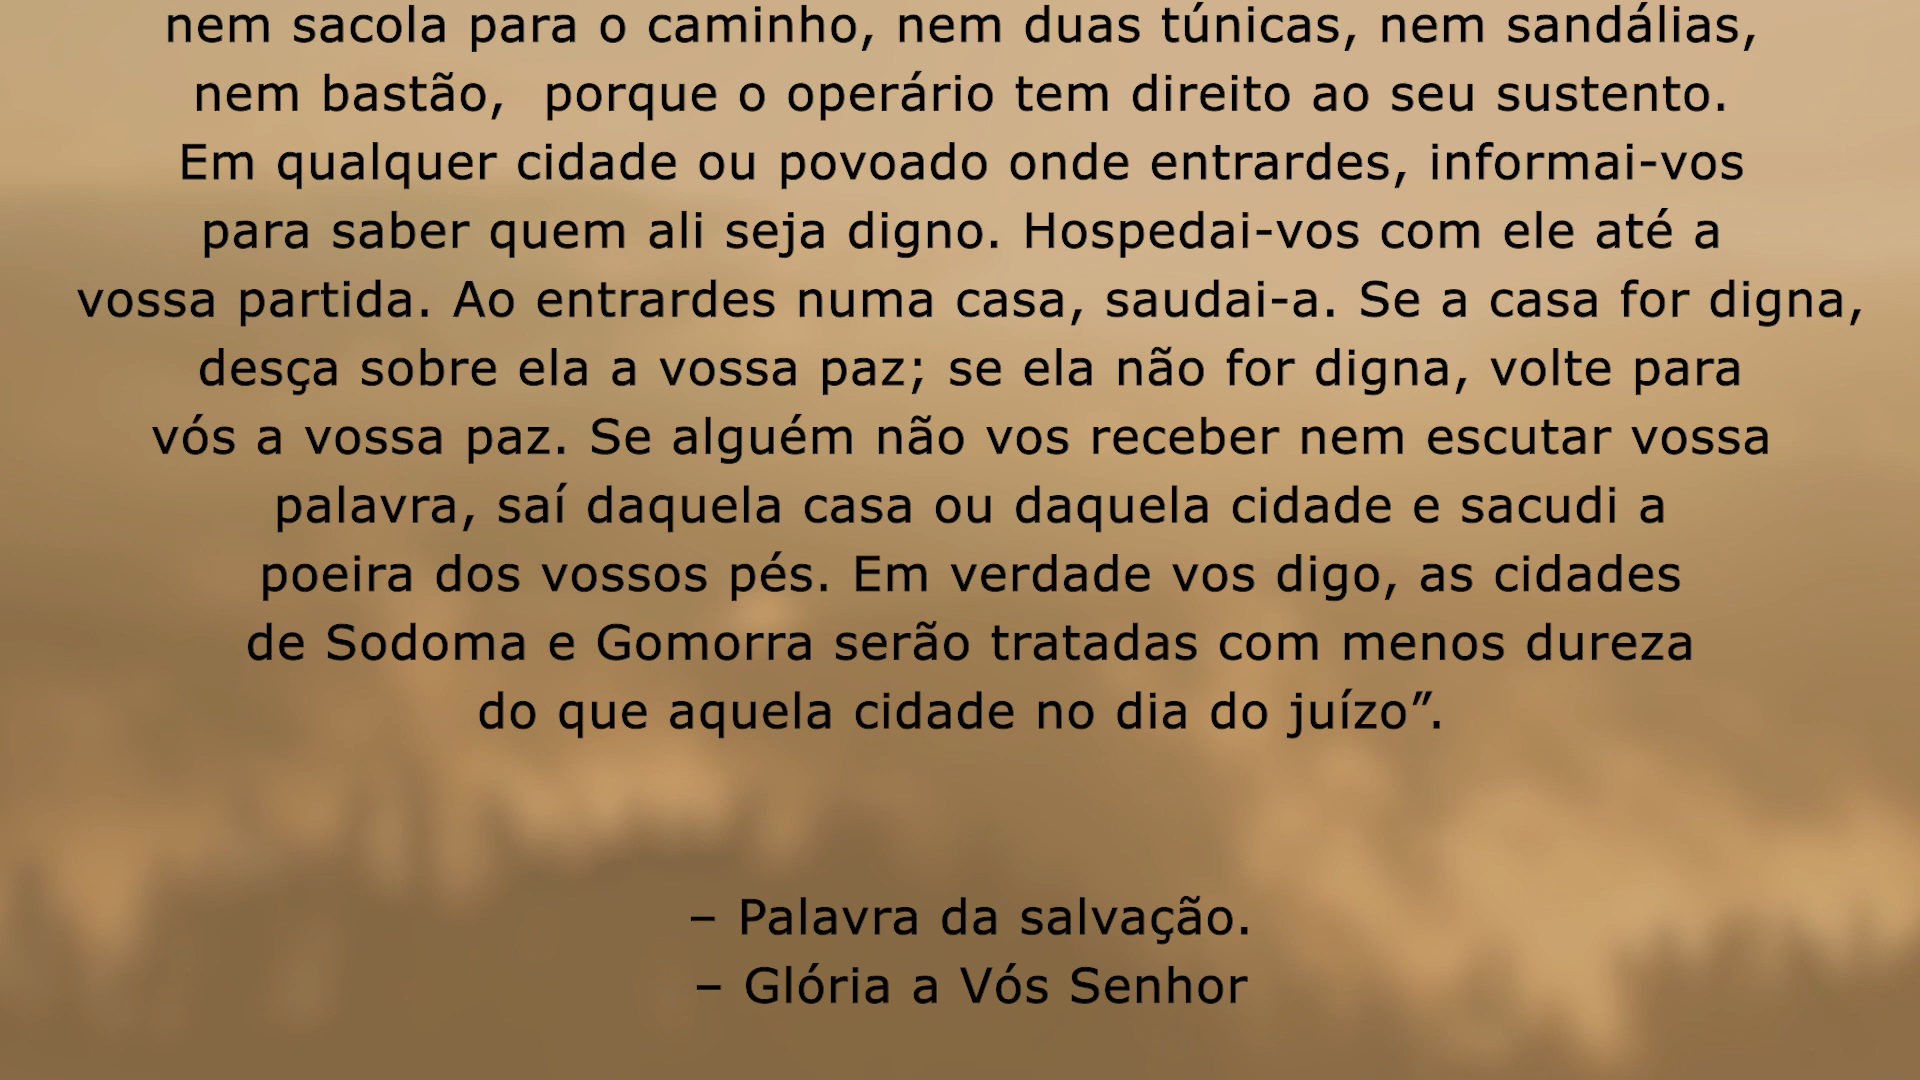 nem sacola para o caminho, nem duas túnicas, nem sandálias,
nem bastão,  porque o operário tem direito ao seu sustento.
Em qualquer cidade ou povoado onde entrardes, informai-vos
para saber quem ali seja digno. Hospedai-vos com ele até a
vossa partida. Ao entrardes numa casa, saudai-a. Se a casa for digna,
desça sobre ela a vossa paz; se ela não for digna, volte para
vós a vossa paz. Se alguém não vos receber nem escutar vossa
palavra, saí daquela casa ou daquela cidade e sacudi a
poeira dos vossos pés. Em verdade vos digo, as cidades
de Sodoma e Gomorra serão tratadas com menos dureza
do que aquela cidade no dia do juízo”.
– Palavra da salvação.
– Glória a Vós Senhor